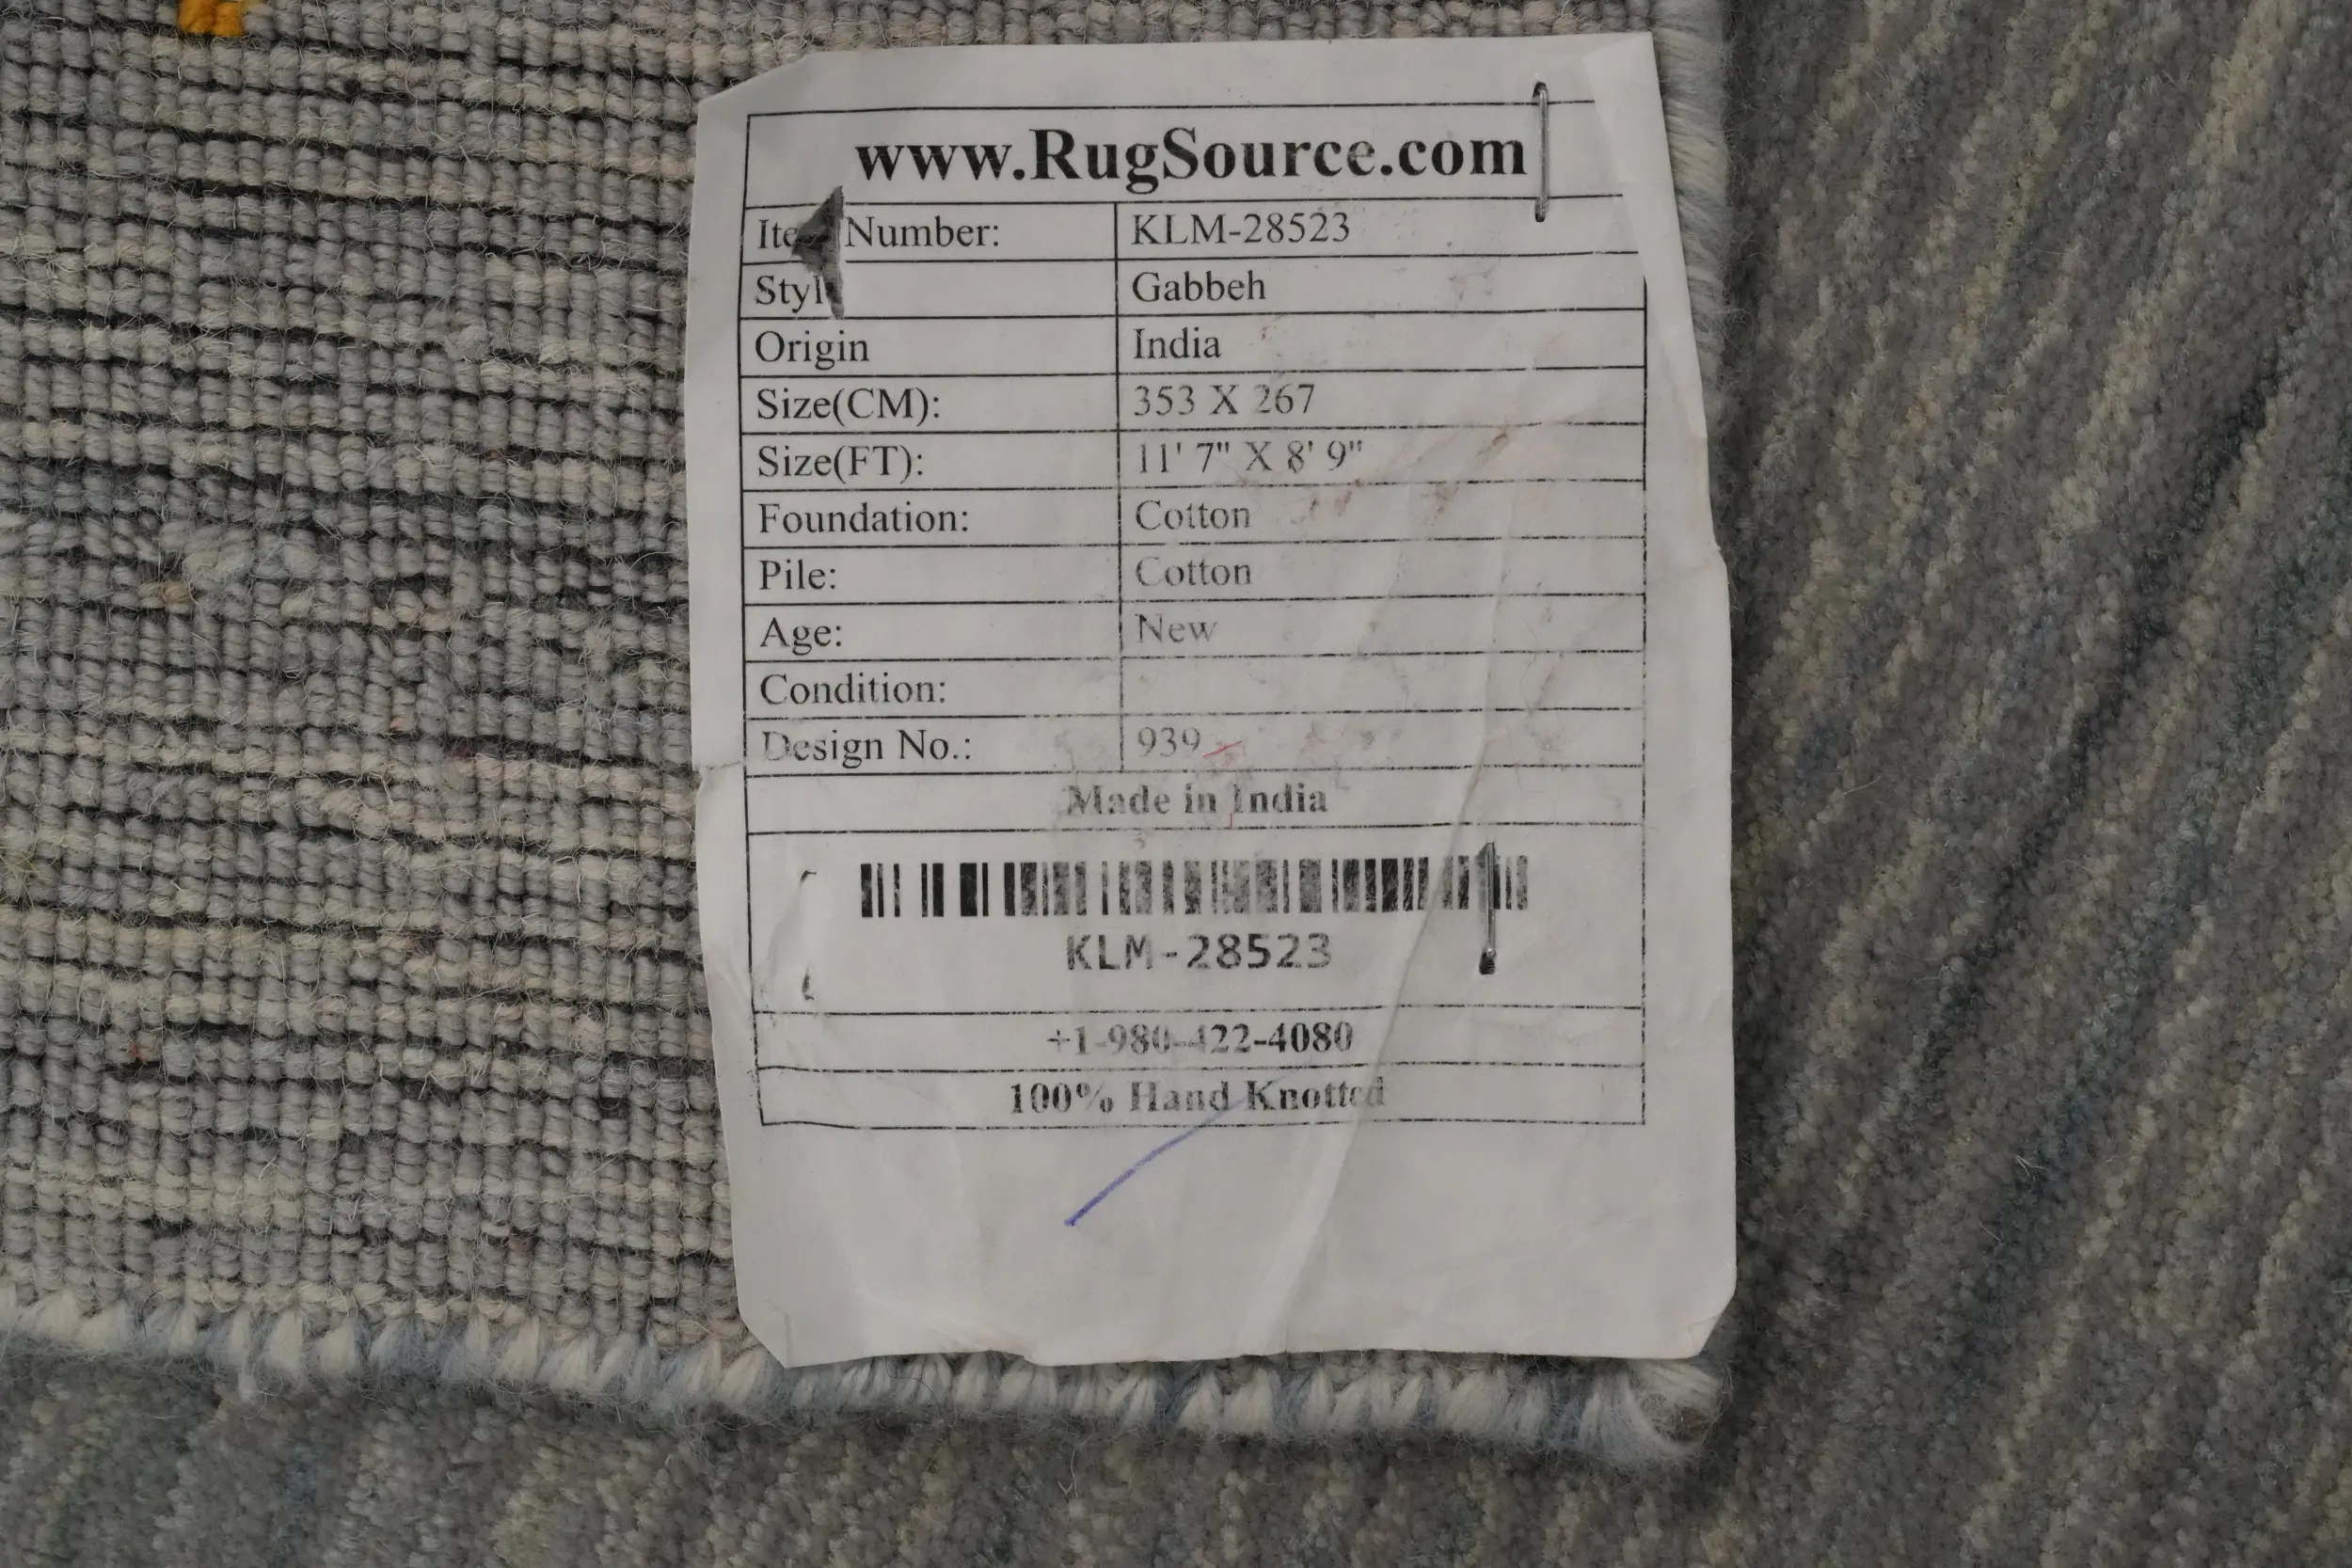 www.RugSource.com
Item Number: KLM-28523
Style Gabbeh
Origin India
Size(CM): 353 X 267
Size(FT): 11' 7" X 8' 9"
Foundation: Cotton
Pile: Cotton
Age: New
Condition:
Design No.: 939
Made in India
KLM-28523
+1-980-422-4080
100% Hand Knotted